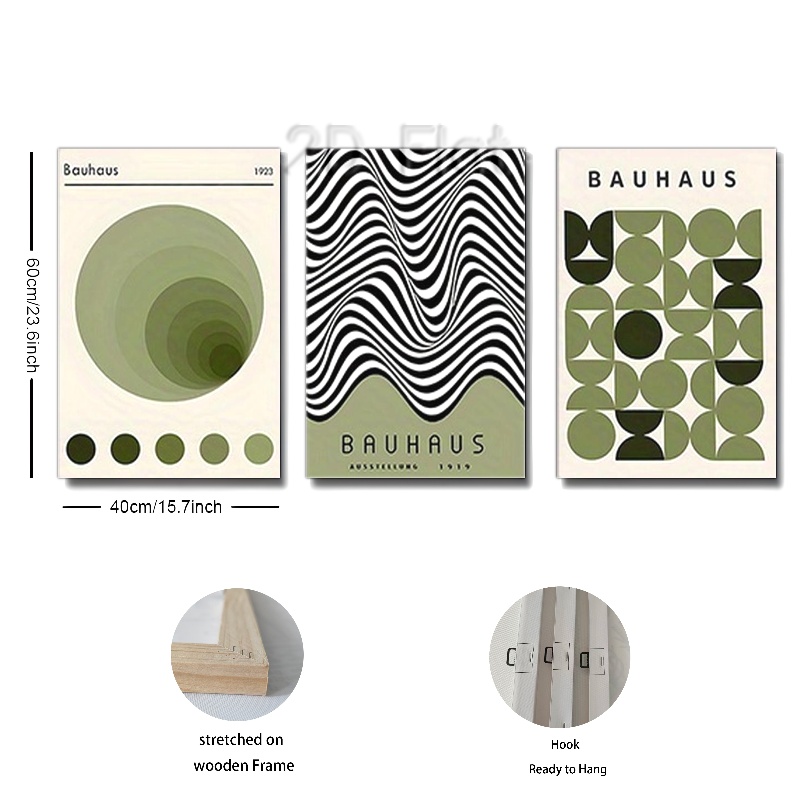 2D Flat
Bauhaus 1923
BAUHAUS
AUSSTELLUNG 1919
BAUHAUS
60cm/23.6inch
40cm/15.7inch
stretched on
wooden Frame
Hook
Ready to Hang